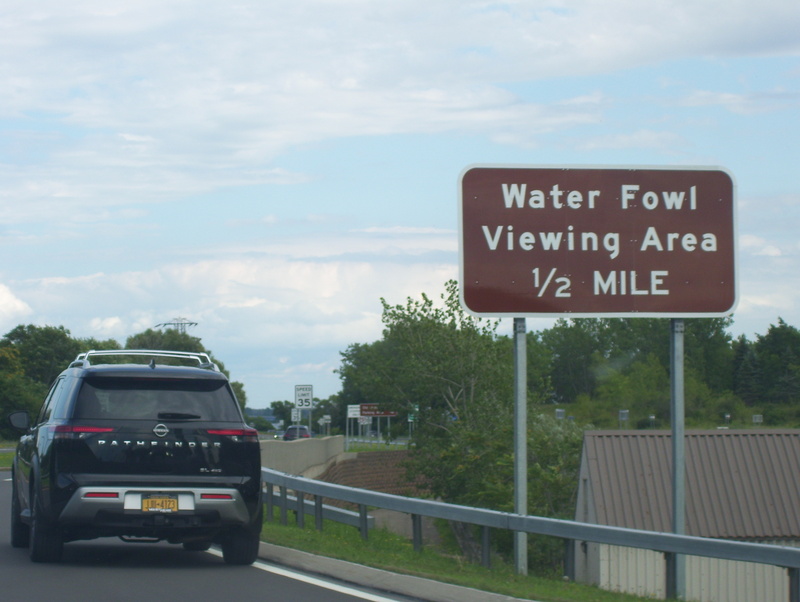 Water Fowl
Viewing Area
1/2 MILE
SPEED
LIMIT
35
PATHFINDER